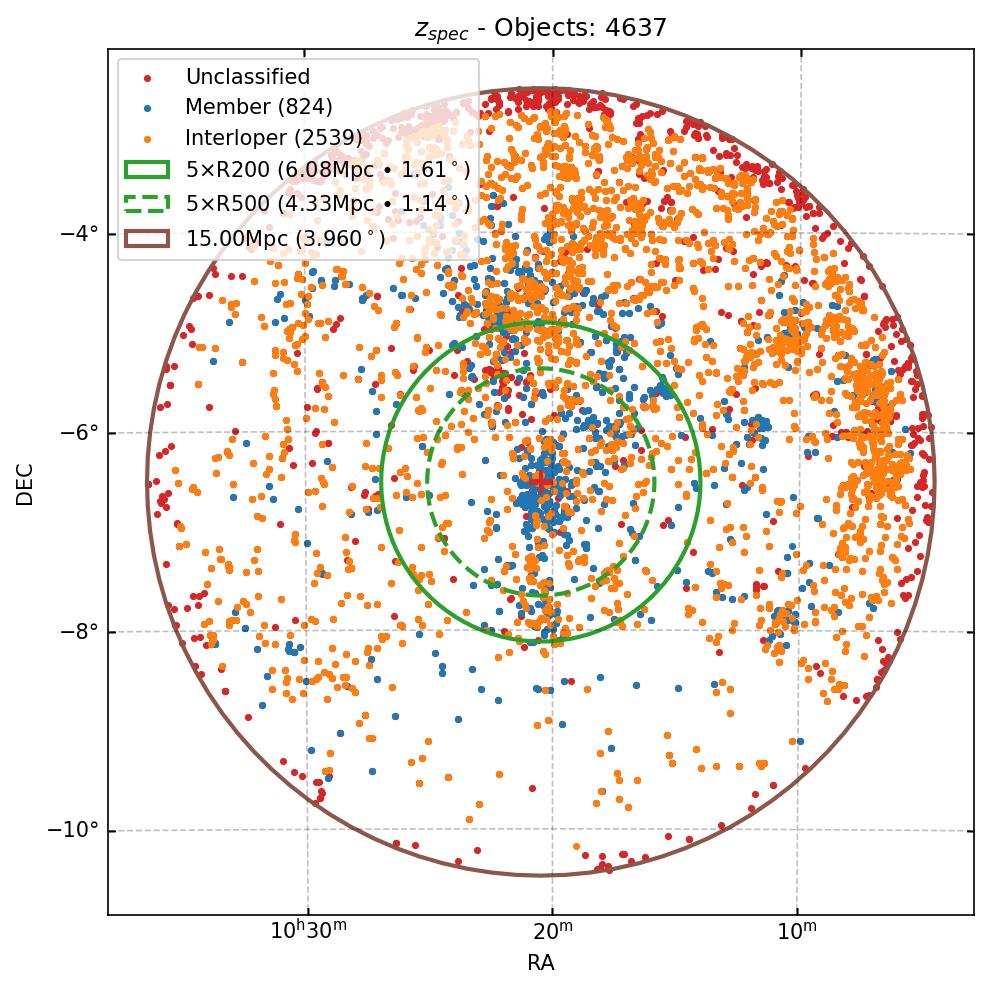 z_spec - Objects: 4637
Unclassified
Member (824)
Interloper (2539)
5×R200 (6.08Mpc • 1.61°)
5×R500 (4.33Mpc • 1.14°)
15.00Mpc (3.960°)
−4°
−6°
−8°
−10°
DEC
10ʰ30ᵐ 20ᵐ 10ᵐ
RA